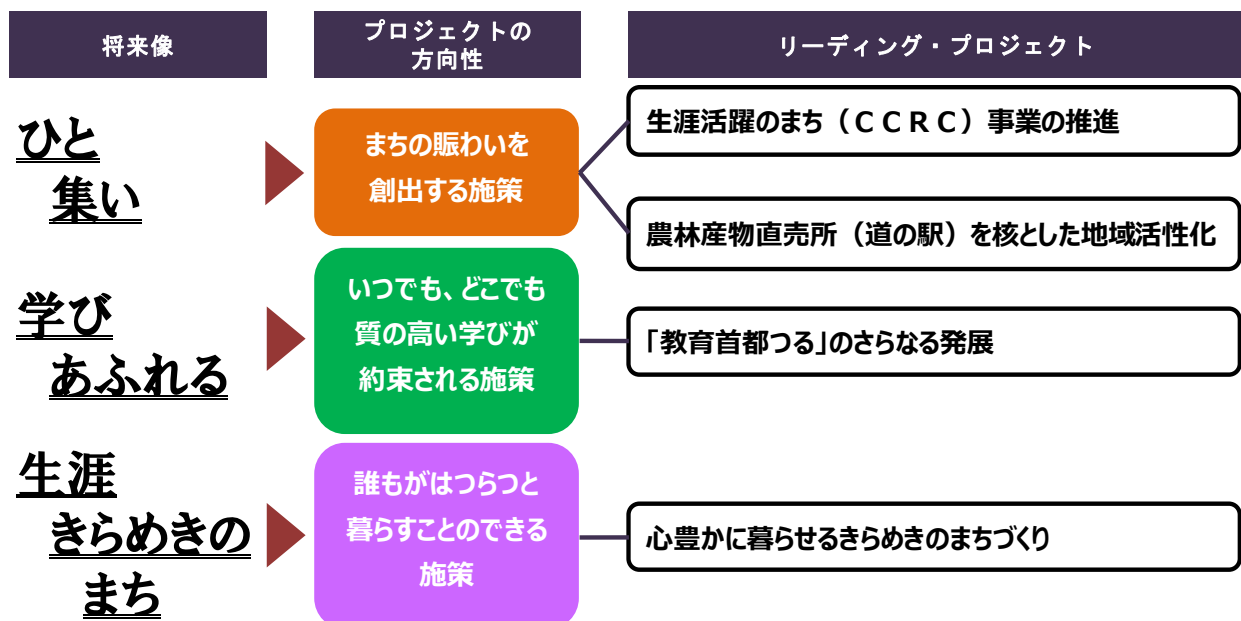 将来像
プロジェクトの
方向性
リーディング・プロジェクト
ひと
集い
まちの賑わいを
創出する施策
生涯活躍のまち（ＣＣＲＣ）事業の推進
農林産物直売所（道の駅）を核とした地域活性化
学び
あふれる
いつでも、どこでも
質の高い学びが
約束される施策
「教育首都つる」のさらなる発展
生涯
きらめきの
まち
誰もがはつらつと
暮らすことのできる
施策
心豊かに暮らせるきらめきのまちづくり